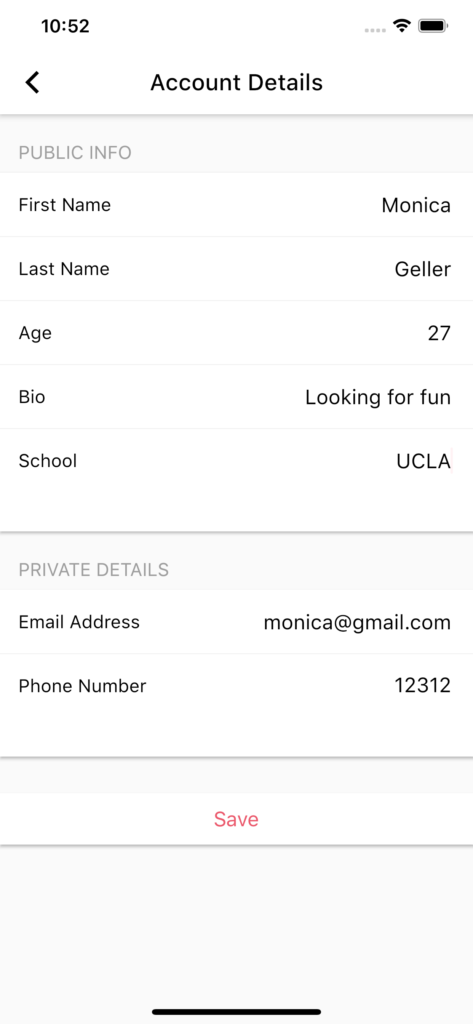 10:52
Account Details
PUBLIC INFO
First Name Monica
Last Name Geller
Age 27
Bio Looking for fun
School UCLA
PRIVATE DETAILS
Email Address monica@gmail.com
Phone Number 12312
Save